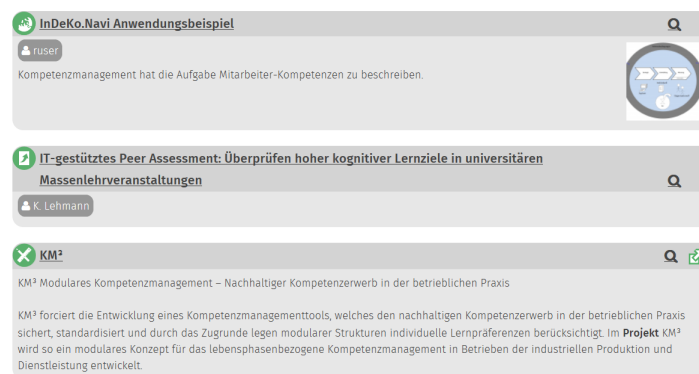 InDeKo.Navi Anwendungsbeispiel
ruser
Kompetenzmanagement hat die Aufgabe Mitarbeiter-Kompetenzen zu beschreiben.
IT-gestütztes Peer Assessment: Überprüfen hoher kognitiver Lernziele in universitären
Massenlehrveranstaltungen
K. Lehmann
KM³
KM³ Modulares Kompetenzmanagement – Nachhaltiger Kompetenzerwerb in der betrieblichen Praxis
KM³ forciert die Entwicklung eines Kompetenzmanagementtools, welches den nachhaltigen Kompetenzerwerb in der betrieblichen Praxis
sichert, standardisiert und durch das Zugrunde legen modularer Strukturen individuelle Lernpräferenzen berücksichtigt. Im Projekt KM³
wird so ein modulares Konzept für das lebensphasenbezogene Kompetenzmanagement in Betrieben der industriellen Produktion und
Dienstleistung entwickelt.